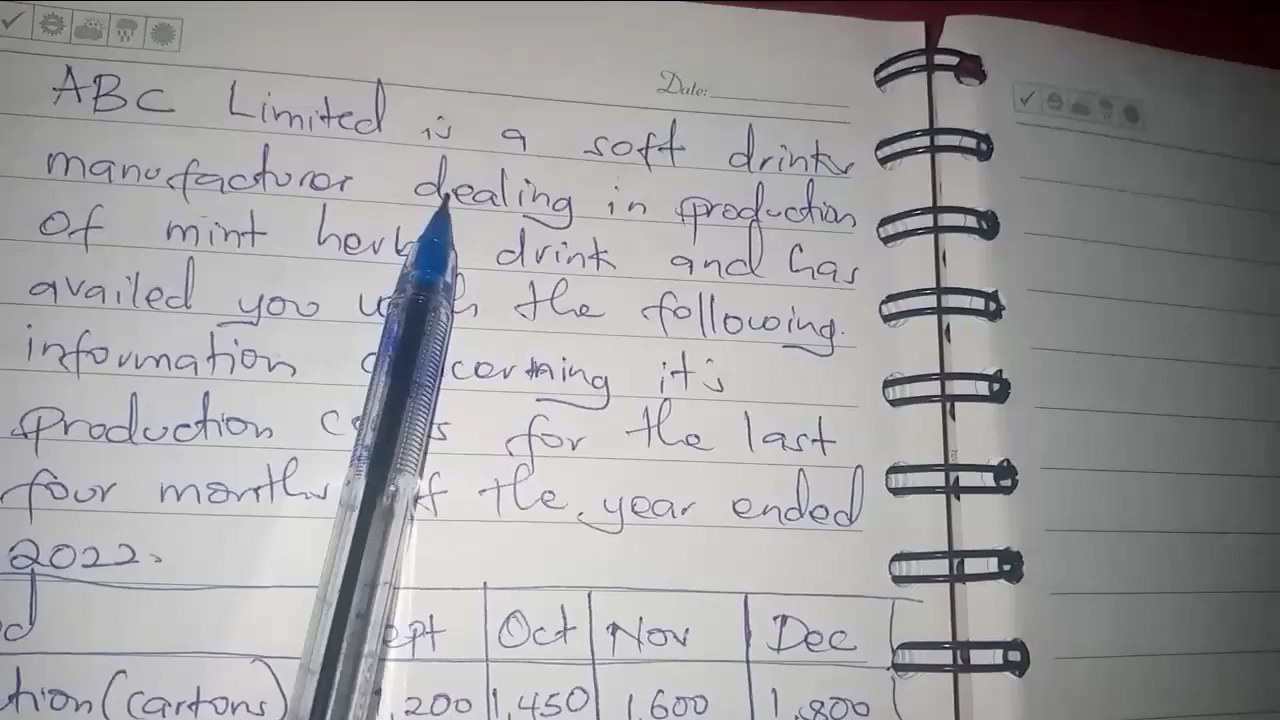 Date:
ABC Limited is a soft drinks
manufacturer dealing in production
of mint herb drink and has
availed you the following
information it's
production for the last
four months of the year ended
2022.
Oct Nov Dec
(cartons) 1,450 1,600 1,800